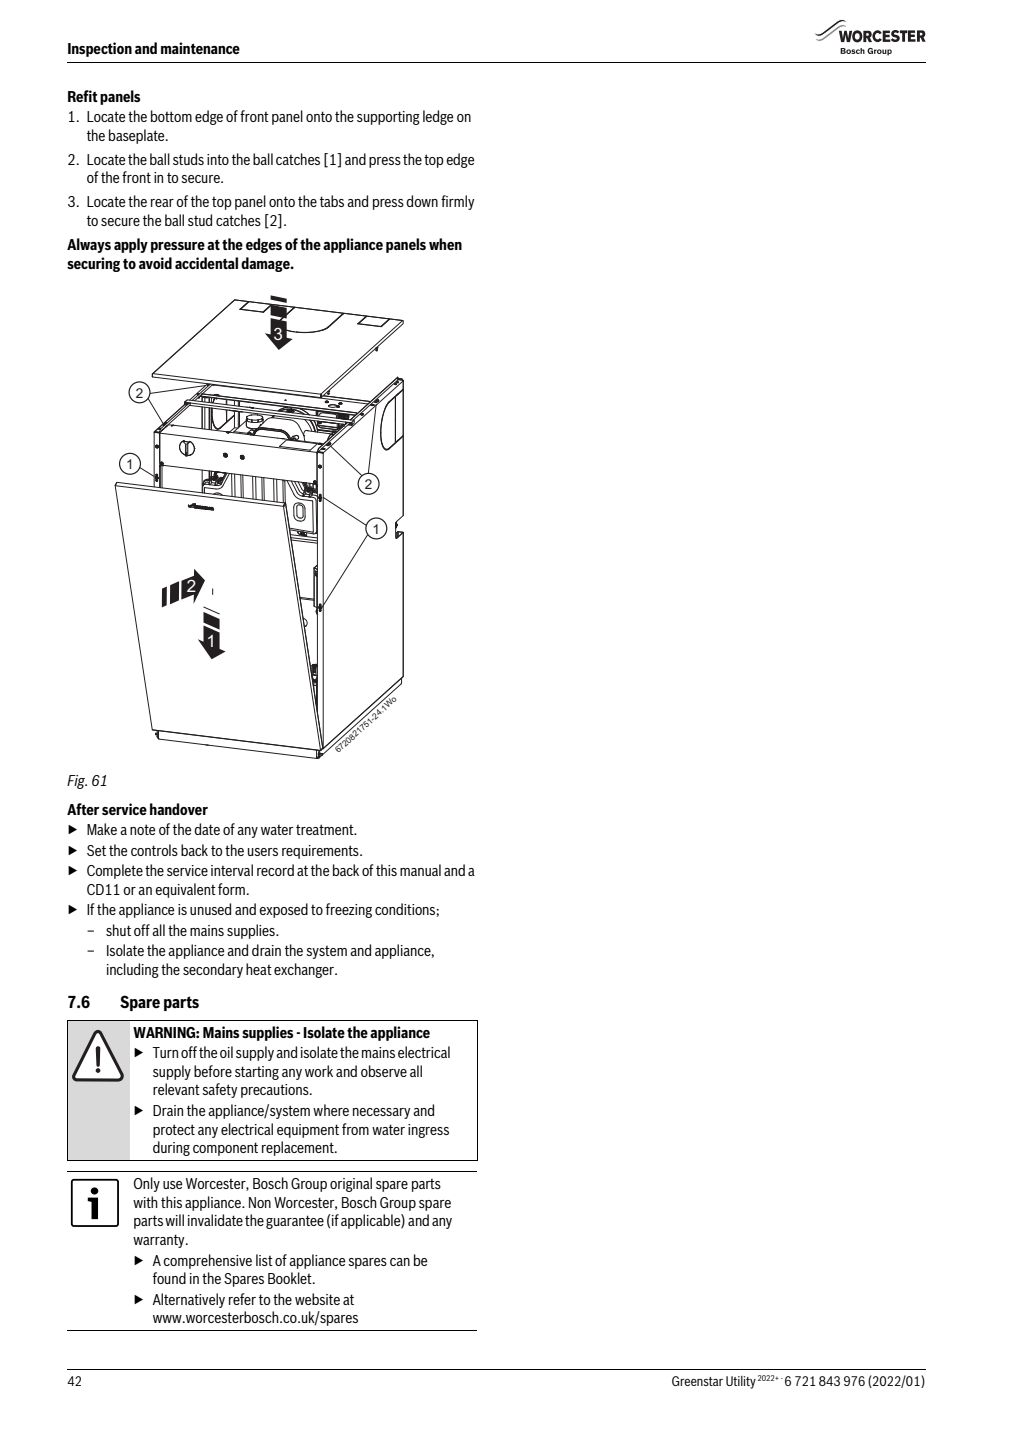 Inspection and maintenance
WORCESTER
Bosch Group
Refit panels
1. Locate the bottom edge of front panel onto the supporting ledge on
the baseplate.
2. Locate the ball studs into the ball catches [1] and press the top edge
of the front in to secure.
3. Locate the rear of the top panel onto the tabs and press down firmly
to secure the ball stud catches [2].
Always apply pressure at the edges of the appliance panels when
securing to avoid accidental damage.
3
2
1
2
1
2
1
6720821751-24.1Wo
Fig. 61
After service handover
▶ Make a note of the date of any water treatment.
▶ Set the controls back to the users requirements.
▶ Complete the service interval record at the back of this manual and a
CD11 or an equivalent form.
▶ If the appliance is unused and exposed to freezing conditions;
– shut off all the mains supplies.
– Isolate the appliance and drain the system and appliance,
including the secondary heat exchanger.
7.6 Spare parts
WARNING: Mains supplies - Isolate the appliance
▶ Turn off the oil supply and isolate the mains electrical
supply before starting any work and observe all
relevant safety precautions.
▶ Drain the appliance/system where necessary and
protect any electrical equipment from water ingress
during component replacement.
Only use Worcester, Bosch Group original spare parts
with this appliance. Non Worcester, Bosch Group spare
parts will invalidate the guarantee (if applicable) and any
warranty.
▶ A comprehensive list of appliance spares can be
found in the Spares Booklet.
▶ Alternatively refer to the website at
www.worcesterbosch.co.uk/spares
42
Greenstar Utility 2022+ - 6 721 843 976 (2022/01)